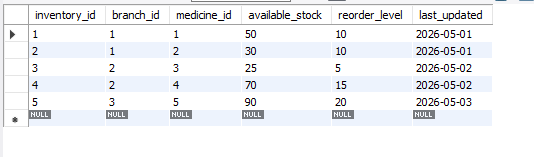 inventory_id branch_id medicine_id available_stock reorder_level last_updated
1 1 1 50 10 2026-05-01
2 1 2 30 10 2026-05-01
3 2 3 25 5 2026-05-02
4 2 4 70 15 2026-05-02
5 3 5 90 20 2026-05-03
NULL NULL NULL NULL NULL NULL